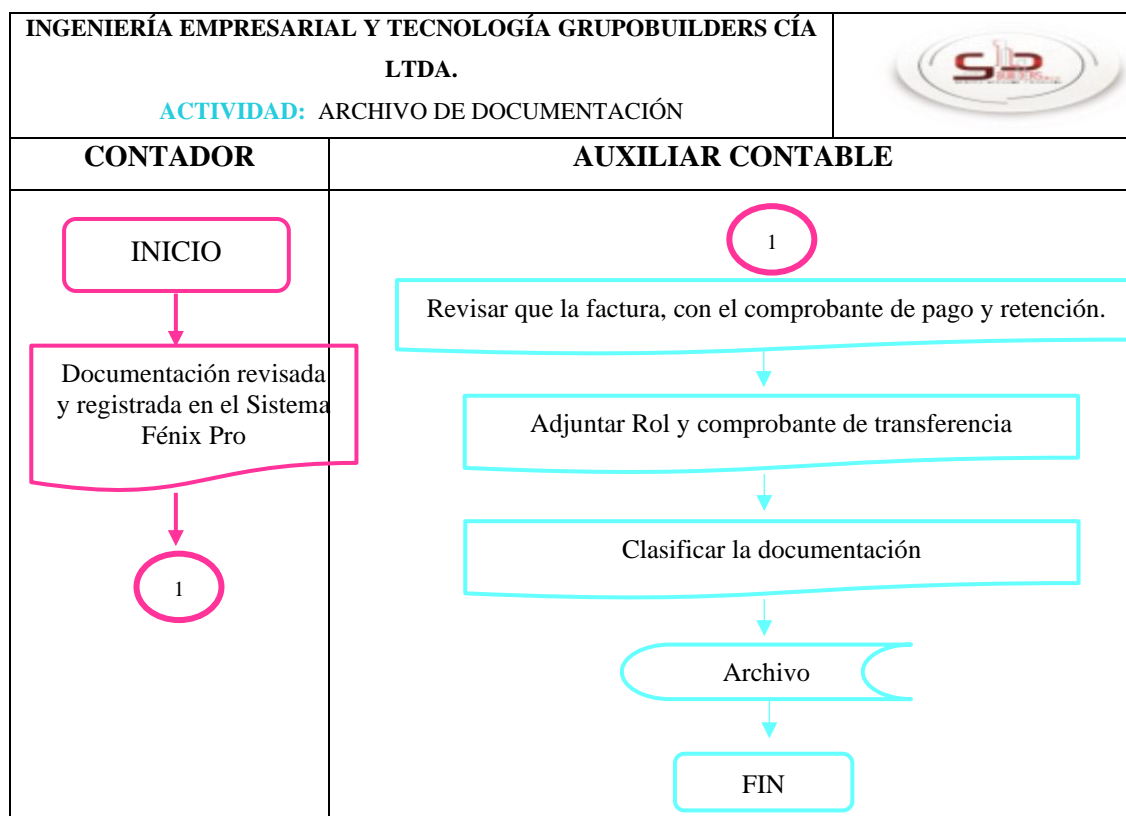 INGENIERÍA EMPRESARIAL Y TECNOLOGÍA GRUPOBUILDERS CÍA
LTDA.
ACTIVIDAD: ARCHIVO DE DOCUMENTACIÓN
CONTADOR
AUXILIAR CONTABLE
INICIO
Documentación revisada
y registrada en el Sistema
Fénix Pro
1
1
Revisar que la factura, con el comprobante de pago y retención.
Adjuntar Rol y comprobante de transferencia
Clasificar la documentación
Archivo
FIN